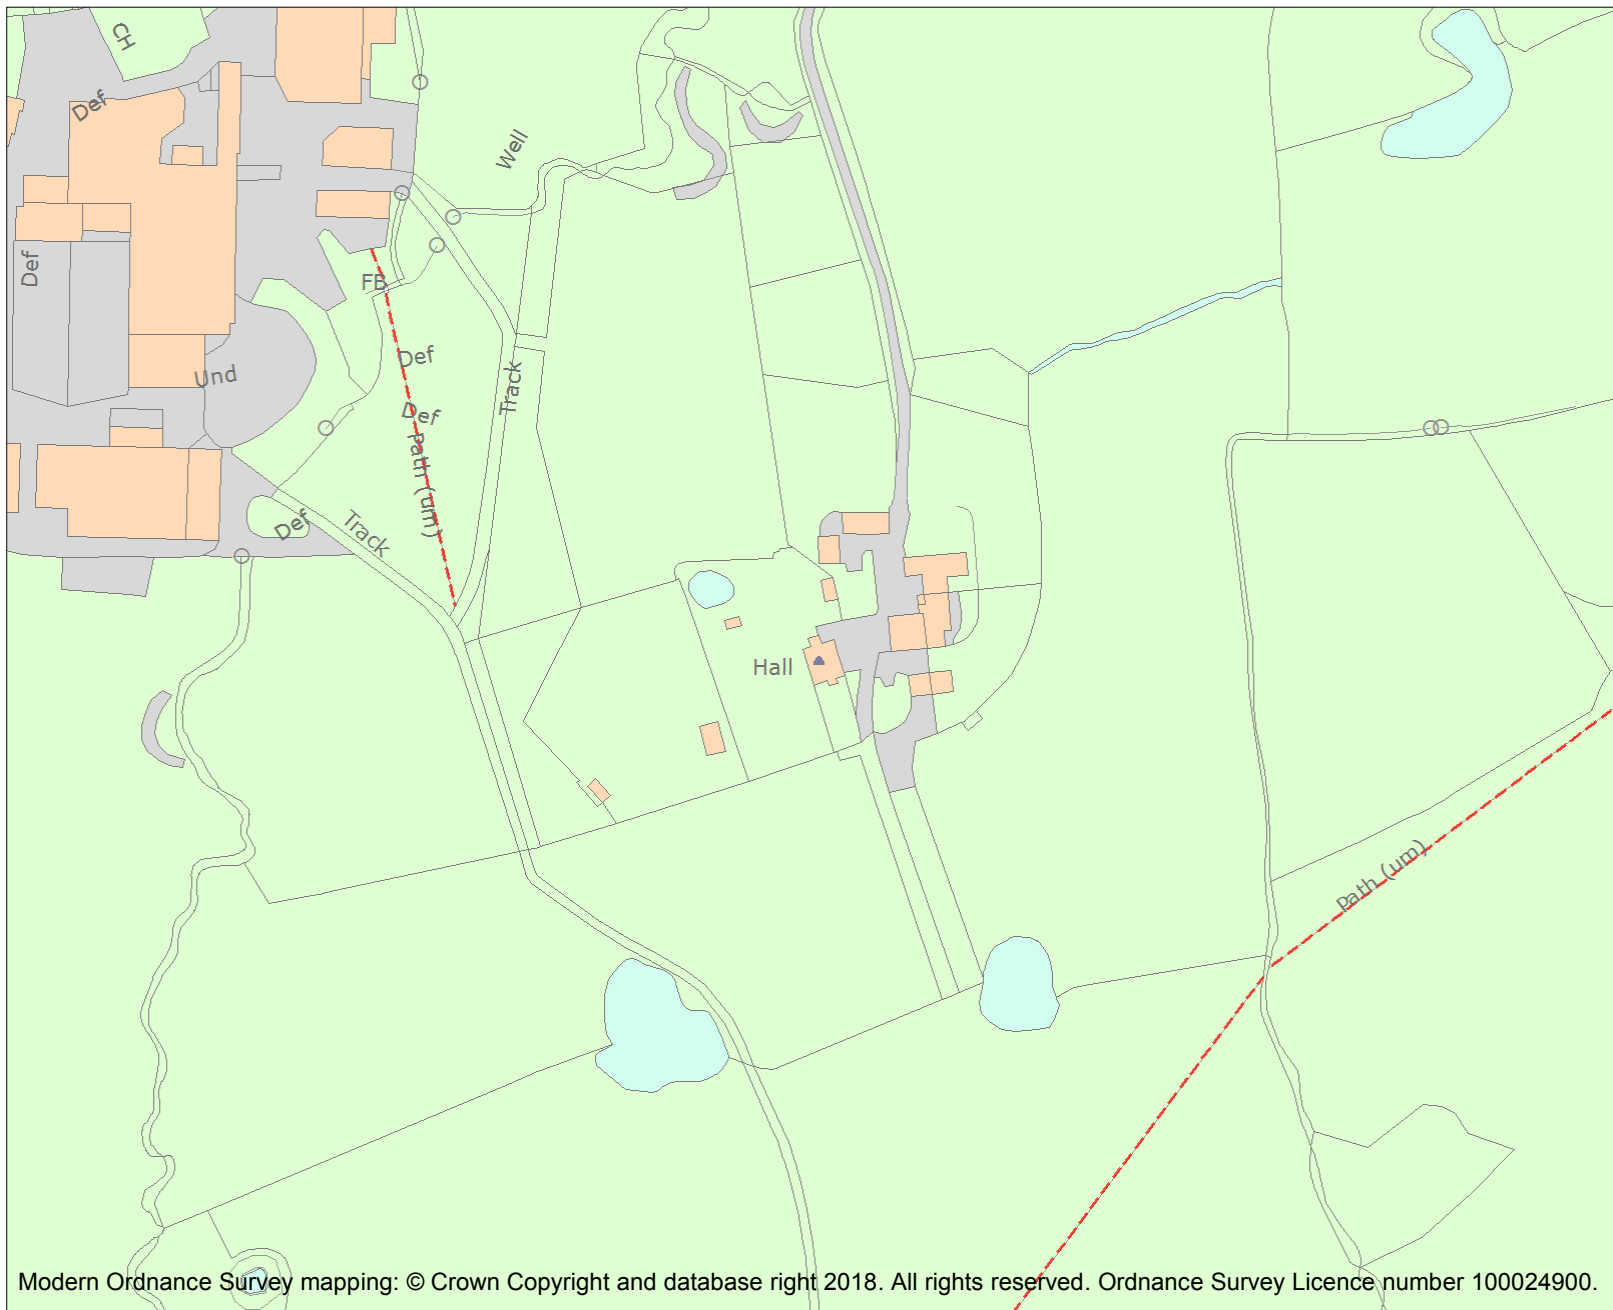 CH
Def
Well
Def
FB
Def
Und
Track
Def
Path (um)
Def
Track
Hall
Path (um)
Modern Ordnance Survey mapping: © Crown Copyright and database right 2018. All rights reserved. Ordnance Survey Licence number 100024900.